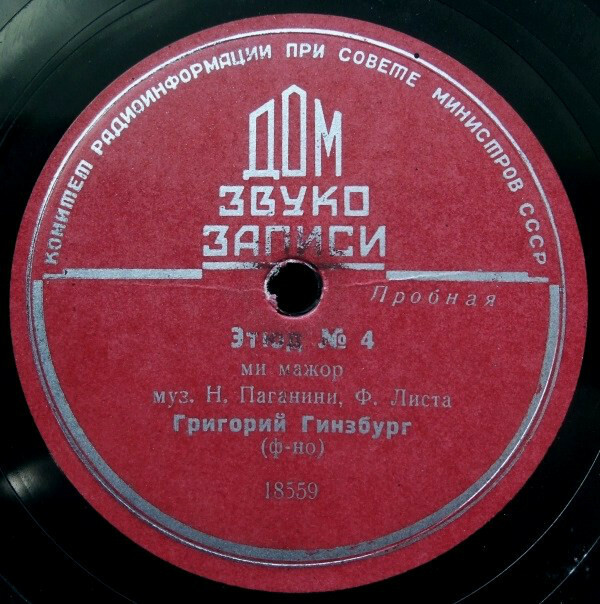 КОМИТЕТ РАДИОИНФОРМАЦИИ ПРИ СОВЕТЕ МИНИСТРОВ СССР
ДОМ
ЗВУКО
ЗАПИСИ
Пробная
Этюд № 4
ми мажор
муз. Н. Паганини, Ф. Листа
Григорий Гинзбург
(ф-но)
18559